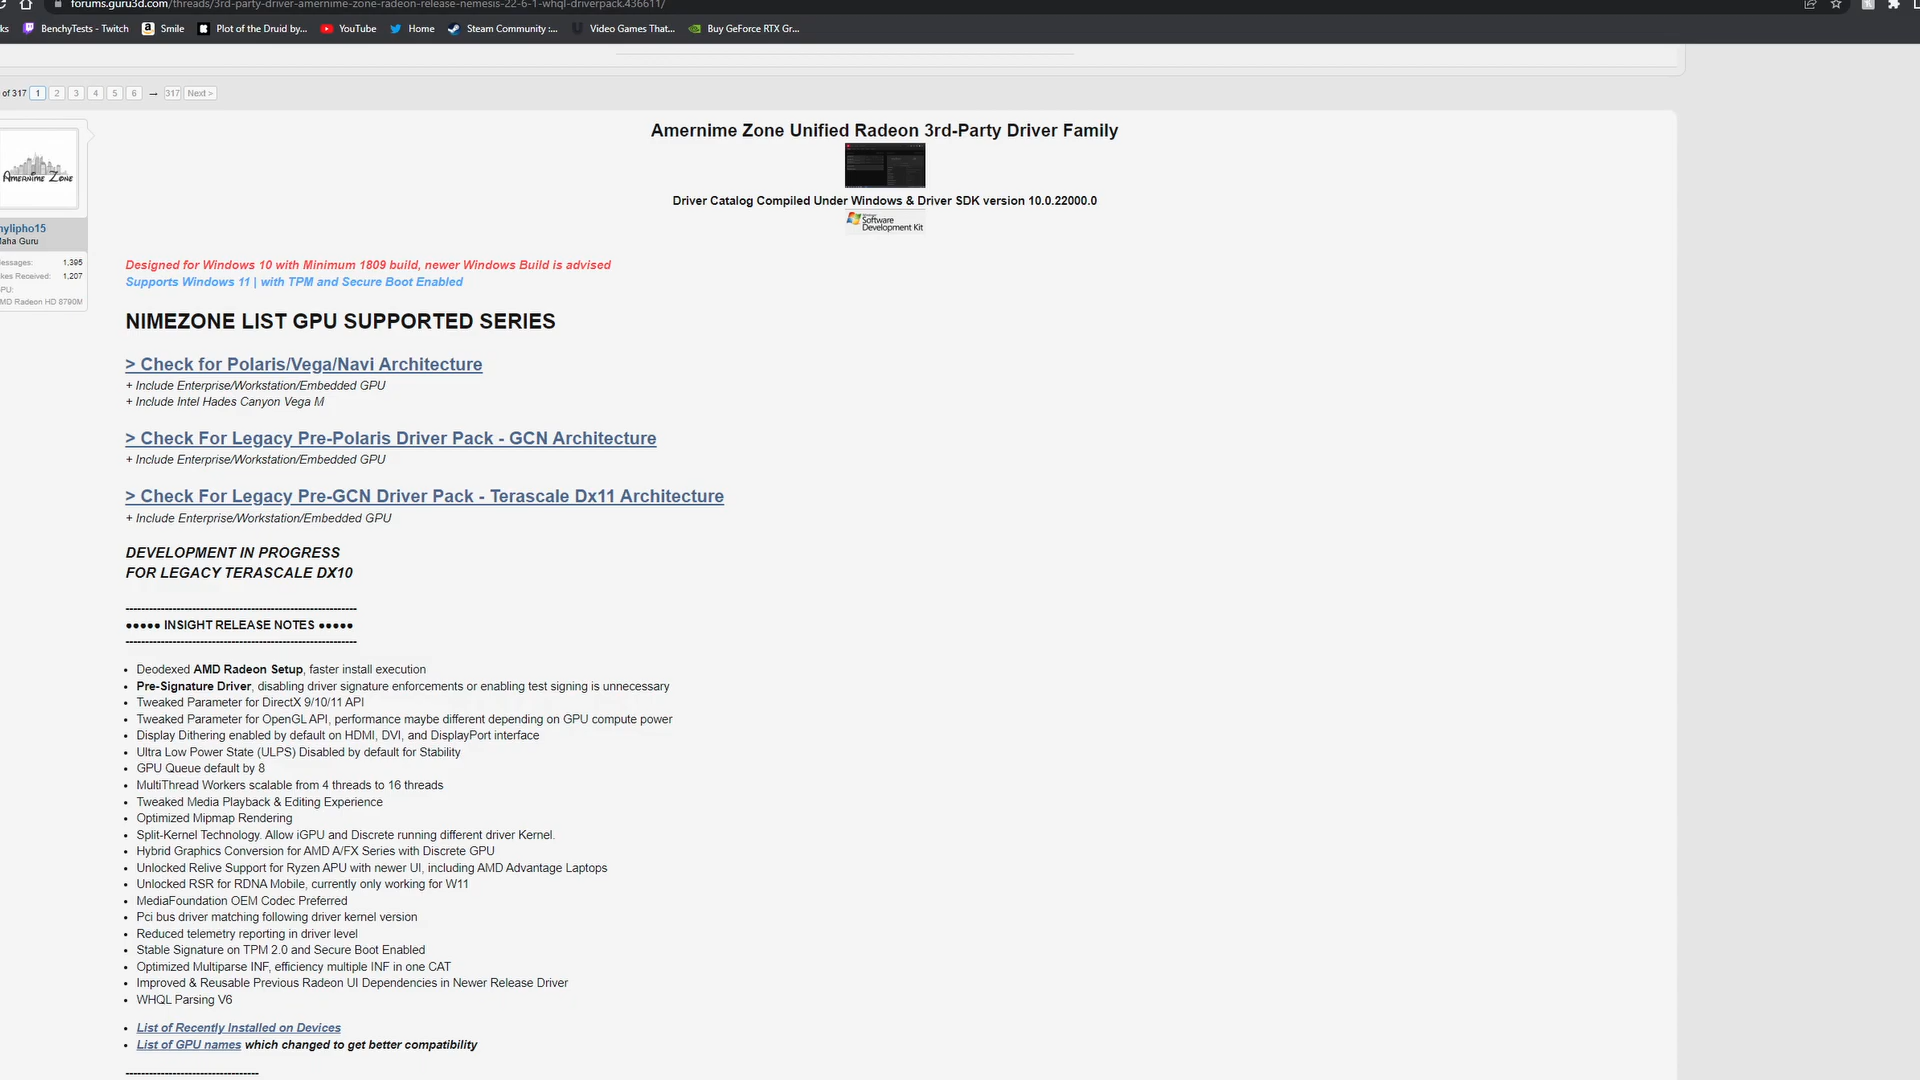 forums.guru3d.com/threads/3rd-party-driver-amernime-zone-radeon-release-nemesis-22-6-1-whql-driverpack.436611/
ks BenchyTests - Twitch Smile Plot of the Druid by... YouTube Home Steam Community :... Video Games That... Buy GeForce RTX Gr...
of 317 1 2 3 4 5 6 → 317 Next >
Amernime Zone
nylipho15
Maha Guru
essages: 1,395
kes Received: 1,207
PU:
MD Radeon HD 8790M
Amernime Zone Unified Radeon 3rd-Party Driver Family
Driver Catalog Compiled Under Windows & Driver SDK version 10.0.22000.0
Windows
Software
Development Kit
Designed for Windows 10 with Minimum 1809 build, newer Windows Build is advised
Supports Windows 11 | with TPM and Secure Boot Enabled
NIMEZONE LIST GPU SUPPORTED SERIES
> Check for Polaris/Vega/Navi Architecture
+ Include Enterprise/Workstation/Embedded GPU
+ Include Intel Hades Canyon Vega M
> Check For Legacy Pre-Polaris Driver Pack - GCN Architecture
+ Include Enterprise/Workstation/Embedded GPU
> Check For Legacy Pre-GCN Driver Pack - Terascale Dx11 Architecture
+ Include Enterprise/Workstation/Embedded GPU
DEVELOPMENT IN PROGRESS
FOR LEGACY TERASCALE DX10
----------------------------------------------------------
●●●●● INSIGHT RELEASE NOTES ●●●●●
----------------------------------------------------------
• Deodexed AMD Radeon Setup, faster install execution
• Pre-Signature Driver, disabling driver signature enforcements or enabling test signing is unnecessary
• Tweaked Parameter for DirectX 9/10/11 API
• Tweaked Parameter for OpenGL API, performance maybe different depending on GPU compute power
• Display Dithering enabled by default on HDMI, DVI, and DisplayPort interface
• Ultra Low Power State (ULPS) Disabled by default for Stability
• GPU Queue default by 8
• MultiThread Workers scalable from 4 threads to 16 threads
• Tweaked Media Playback & Editing Experience
• Optimized Mipmap Rendering
• Split-Kernel Technology. Allow iGPU and Discrete running different driver Kernel.
• Hybrid Graphics Conversion for AMD A/FX Series with Discrete GPU
• Unlocked Relive Support for Ryzen APU with newer UI, including AMD Advantage Laptops
• Unlocked RSR for RDNA Mobile, currently only working for W11
• MediaFoundation OEM Codec Preferred
• Pci bus driver matching following driver kernel version
• Reduced telemetry reporting in driver level
• Stable Signature on TPM 2.0 and Secure Boot Enabled
• Optimized Multiparse INF, efficiency multiple INF in one CAT
• Improved & Reusable Previous Radeon UI Dependencies in Newer Release Driver
• WHQL Parsing V6
• List of Recently Installed on Devices
• List of GPU names which changed to get better compatibility
----------------------------------